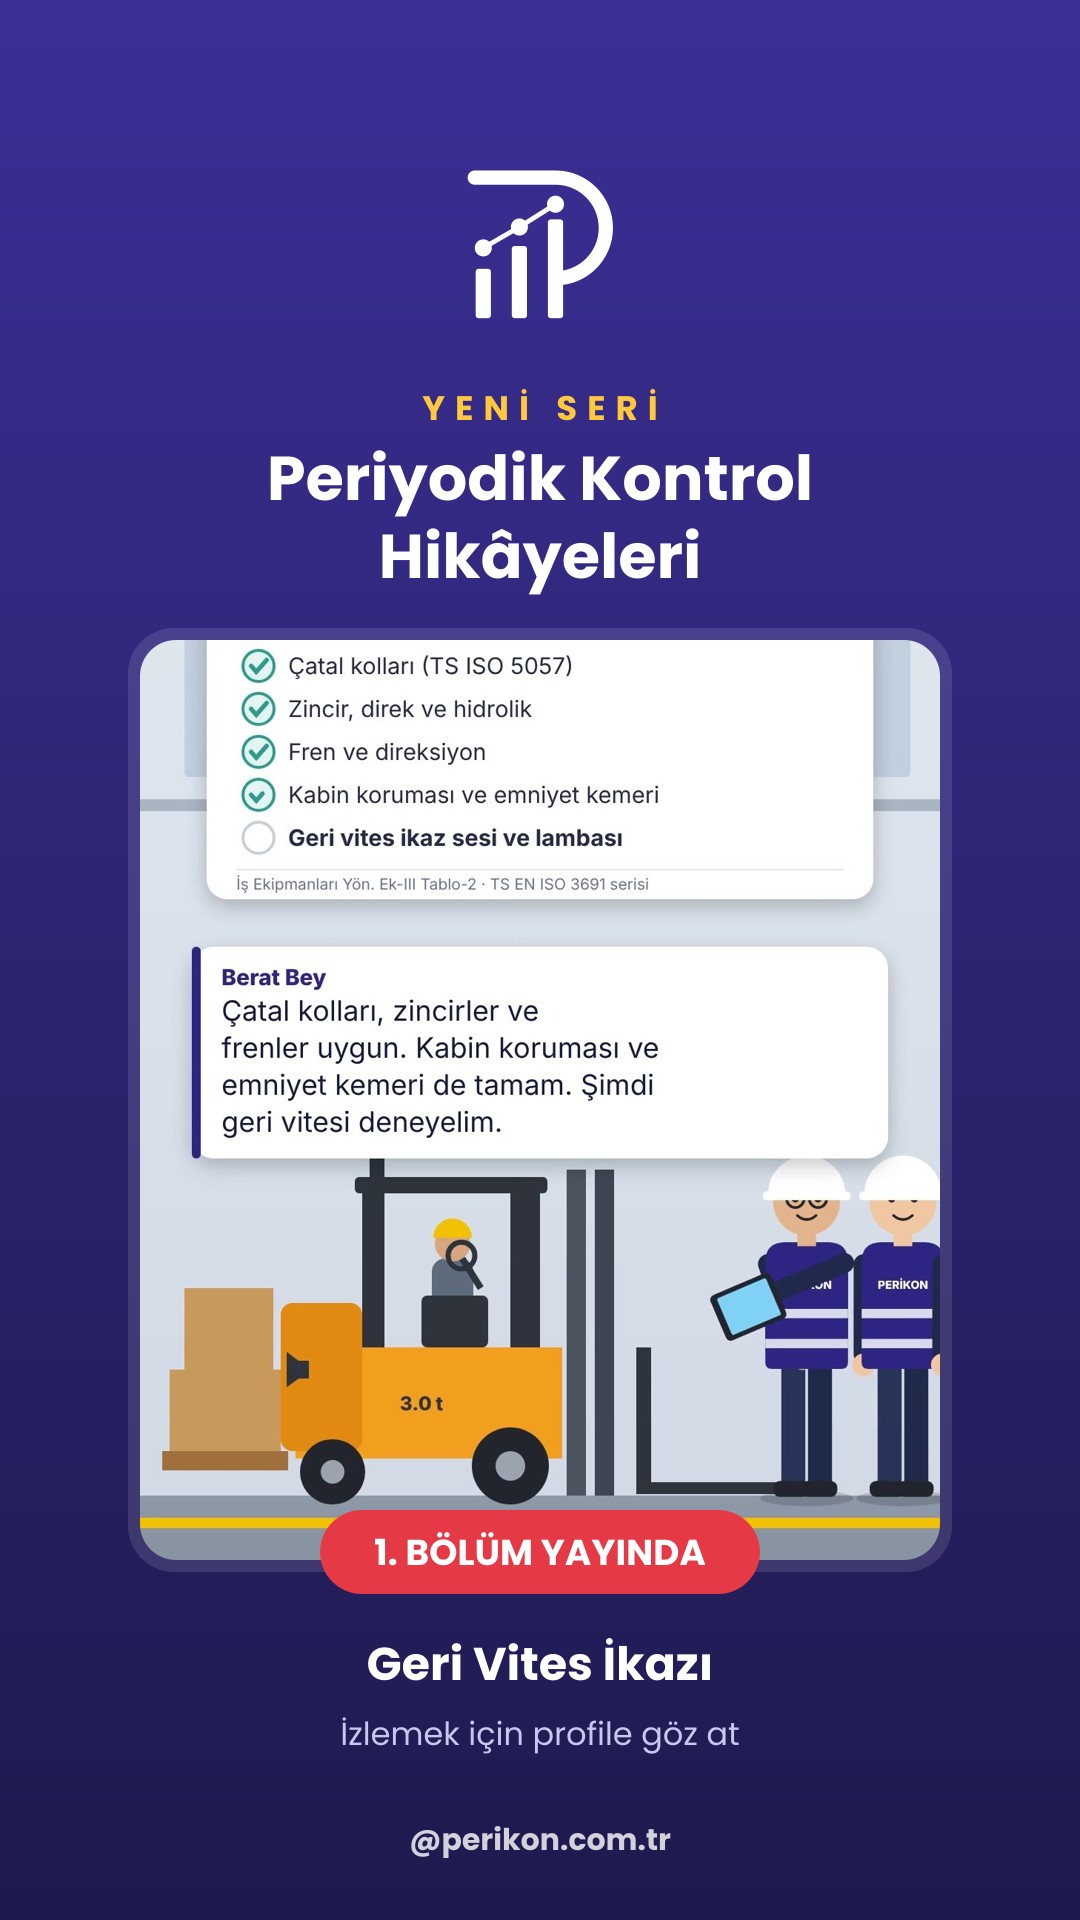 YENİ SERİ
Periyodik Kontrol
Hikâyeleri
Çatal kolları (TS ISO 5057)
Zincir, direk ve hidrolik
Fren ve direksiyon
Kabin koruması ve emniyet kemeri
Geri vites ikaz sesi ve lambası
İş Ekipmanları Yön. Ek-III Tablo-2 · TS EN ISO 3691 serisi
Berat Bey
Çatal kolları, zincirler ve
frenler uygun. Kabin koruması ve
emniyet kemeri de tamam. Şimdi
geri vitesi deneyelim.
PERİKON
3.0 t
1. BÖLÜM YAYINDA
Geri Vites İkazı
İzlemek için profile göz at
@perikon.com.tr